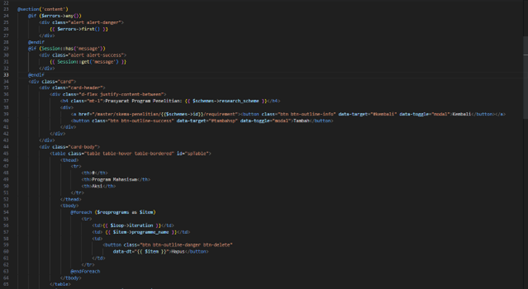 22
23 @section('content')
24 @if ($errors->any())
25 <div class="alert alert-danger">
26 {{ $errors->first() }}
27 </div>
28 @endif
29 @if (Session::has('message'))
30 <div class="alert alert-success">
31 {{ Session::get('message') }}
32 </div>
33 @endif
34 <div class="card">
35 <div class="card-header">
36 <div class="d-flex justify-content-between">
37 <h4 class="mt-1">Prasyarat Program Penelitian: {{ $schemes->research_scheme }}</h4>
38 <div>
39 <a href="/master/skema-penelitian/{{$schemes->id}}/requirement"><button class="btn btn-outline-info" data-target="#kembali" data-toggle="modal">Kembali</button></a>
40 <button class="btn btn-outline-success" data-target="#tambahsp" data-toggle="modal">Tambah</button>
41 </div>
42 </div>
43 </div>
44 <div class="card-body">
45 <table class="table table-hover table-bordered" id="spTable">
46 <thead>
47 <tr>
48 <th>#</th>
49 <th>Program Mahasiswa</th>
50 <th>Aksi</th>
51 </tr>
52 </thead>
53 <tbody>
54 @foreach ($reqprograms as $item)
55 <tr>
56 <td>{{ $loop->iteration }}</td>
57 <td> {{ $item->programme_name }}</td>
58 <td>
59 <button class="btn btn-outline-danger btn-delete"
60 data-dt="{{ $item }}">Hapus</button>
61 </td>
62 </tr>
63 @endforeach
64 </tbody>
65 </table>